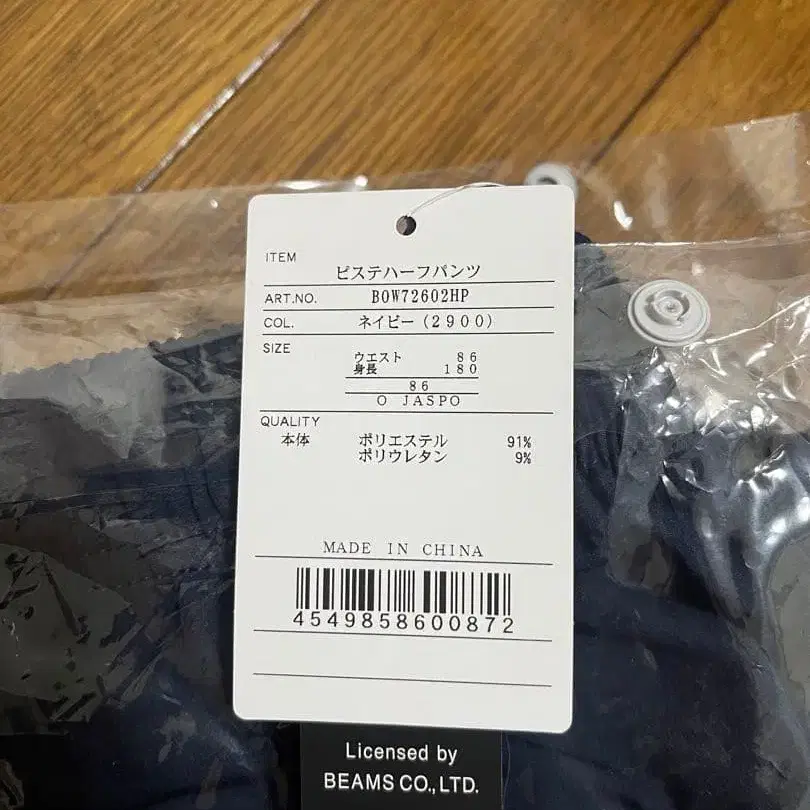 ITEM
ピステハーフパンツ
ART.NO. BOW72602HP
COL. ネイビー(2900)
SIZE
ウエスト 86
身長 180
86
O JASPO
QUALITY
本体 ポリエステル 91%
ポリウレタン 9%
MADE IN CHINA
4549858600872
Licensed by
BEAMS CO.,LTD.